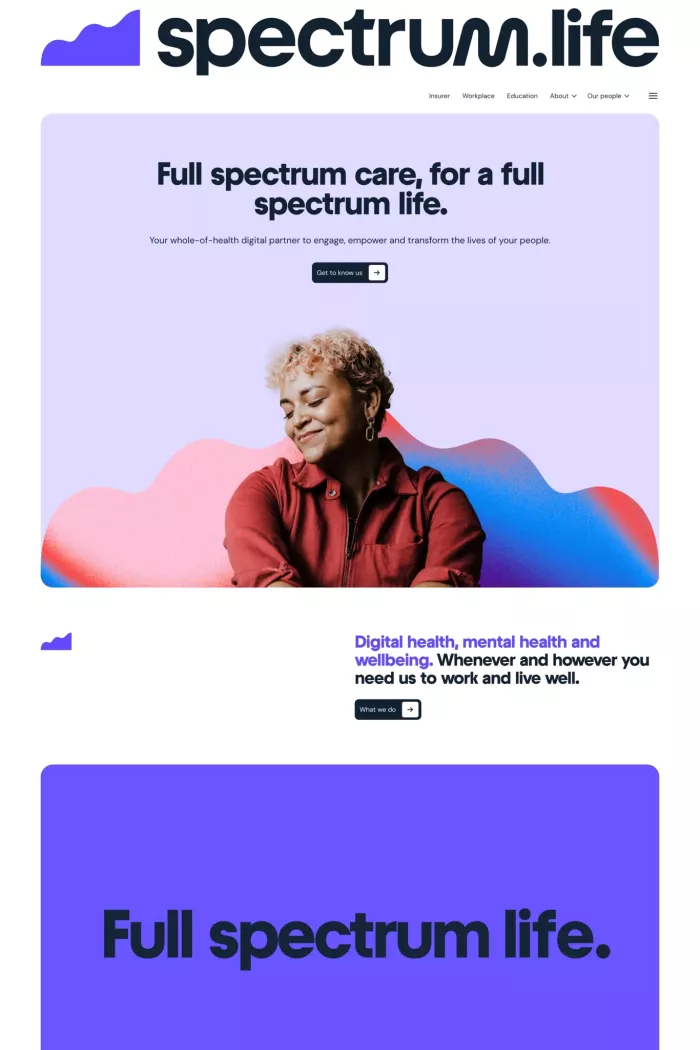 spectrum.life
Insurer Workplace Education About Our people
Full spectrum care, for a full
spectrum life.
Your whole-of-health digital partner to engage, empower and transform the lives of your people.
Get to know us
Digital health, mental health and
wellbeing. Whenever and however you
need us to work and live well.
What we do
Full spectrum life.